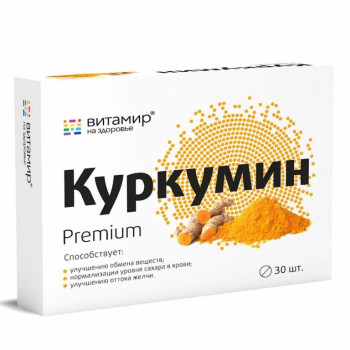 витамир®
на здоровье
Куркумин
Premium
Способствует:
улучшению обмена веществ;
нормализации уровня сахара в крови;
улучшению оттока желчи.
30 шт.
витамир®
на здоровье
Куркумин